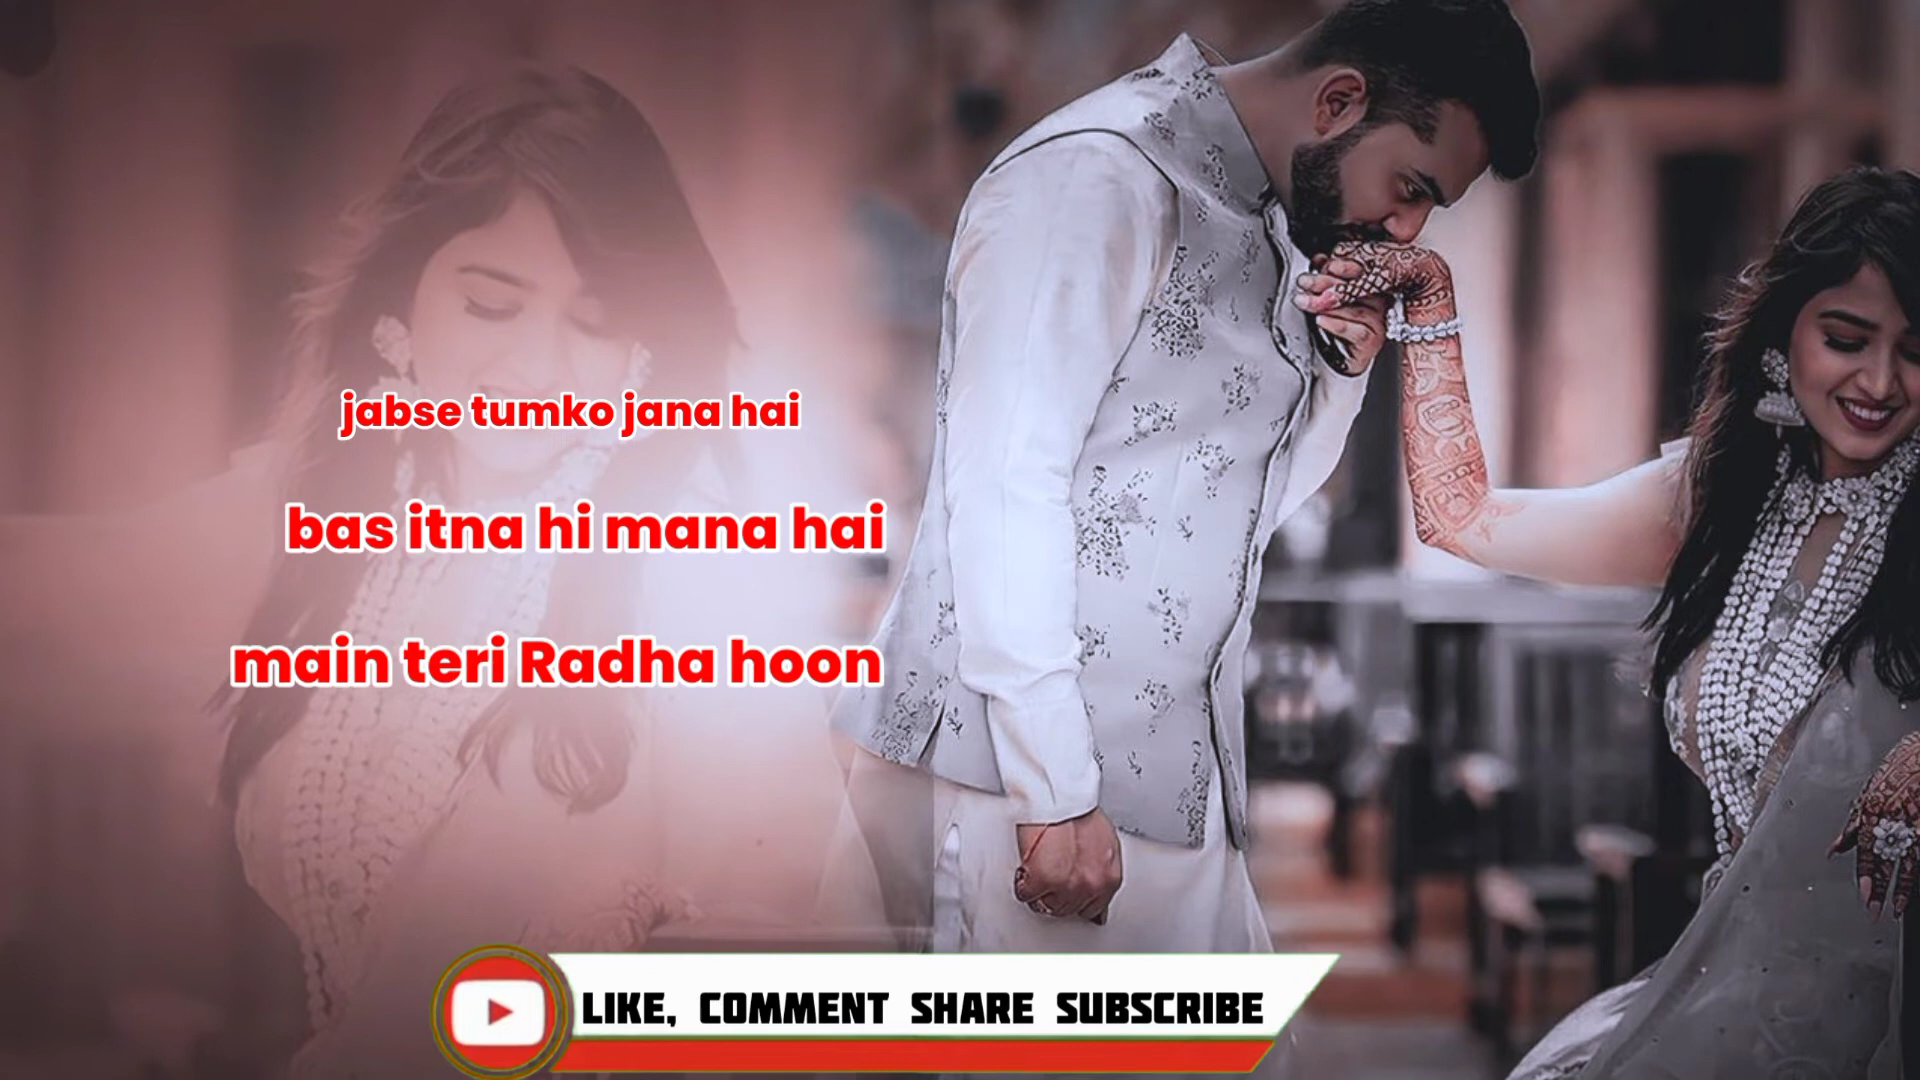 jabse tumko jana hai
bas itna hi mana hai
main teri Radha hoon
LIKE, COMMENT SHARE SUBSCRIBE